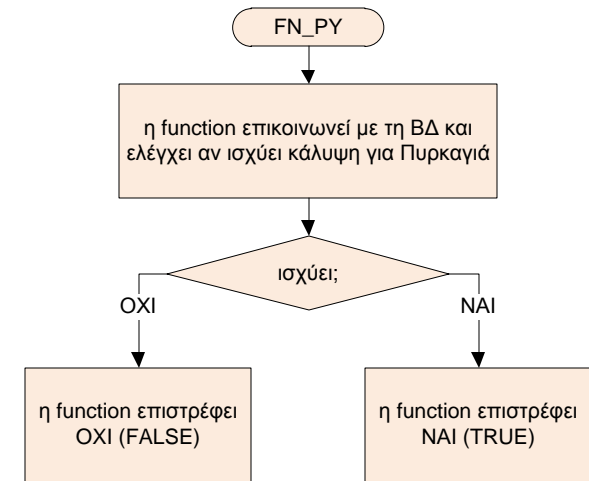 FN_PY
η function επικοινωνεί με τη ΒΔ και
ελέγχει αν ισχύει κάλυψη για Πυρκαγιά
ισχύει;
ΟΧΙ
ΝΑΙ
η function επιστρέφει
ΟΧΙ (FALSE)
η function επιστρέφει
ΝΑΙ (TRUE)